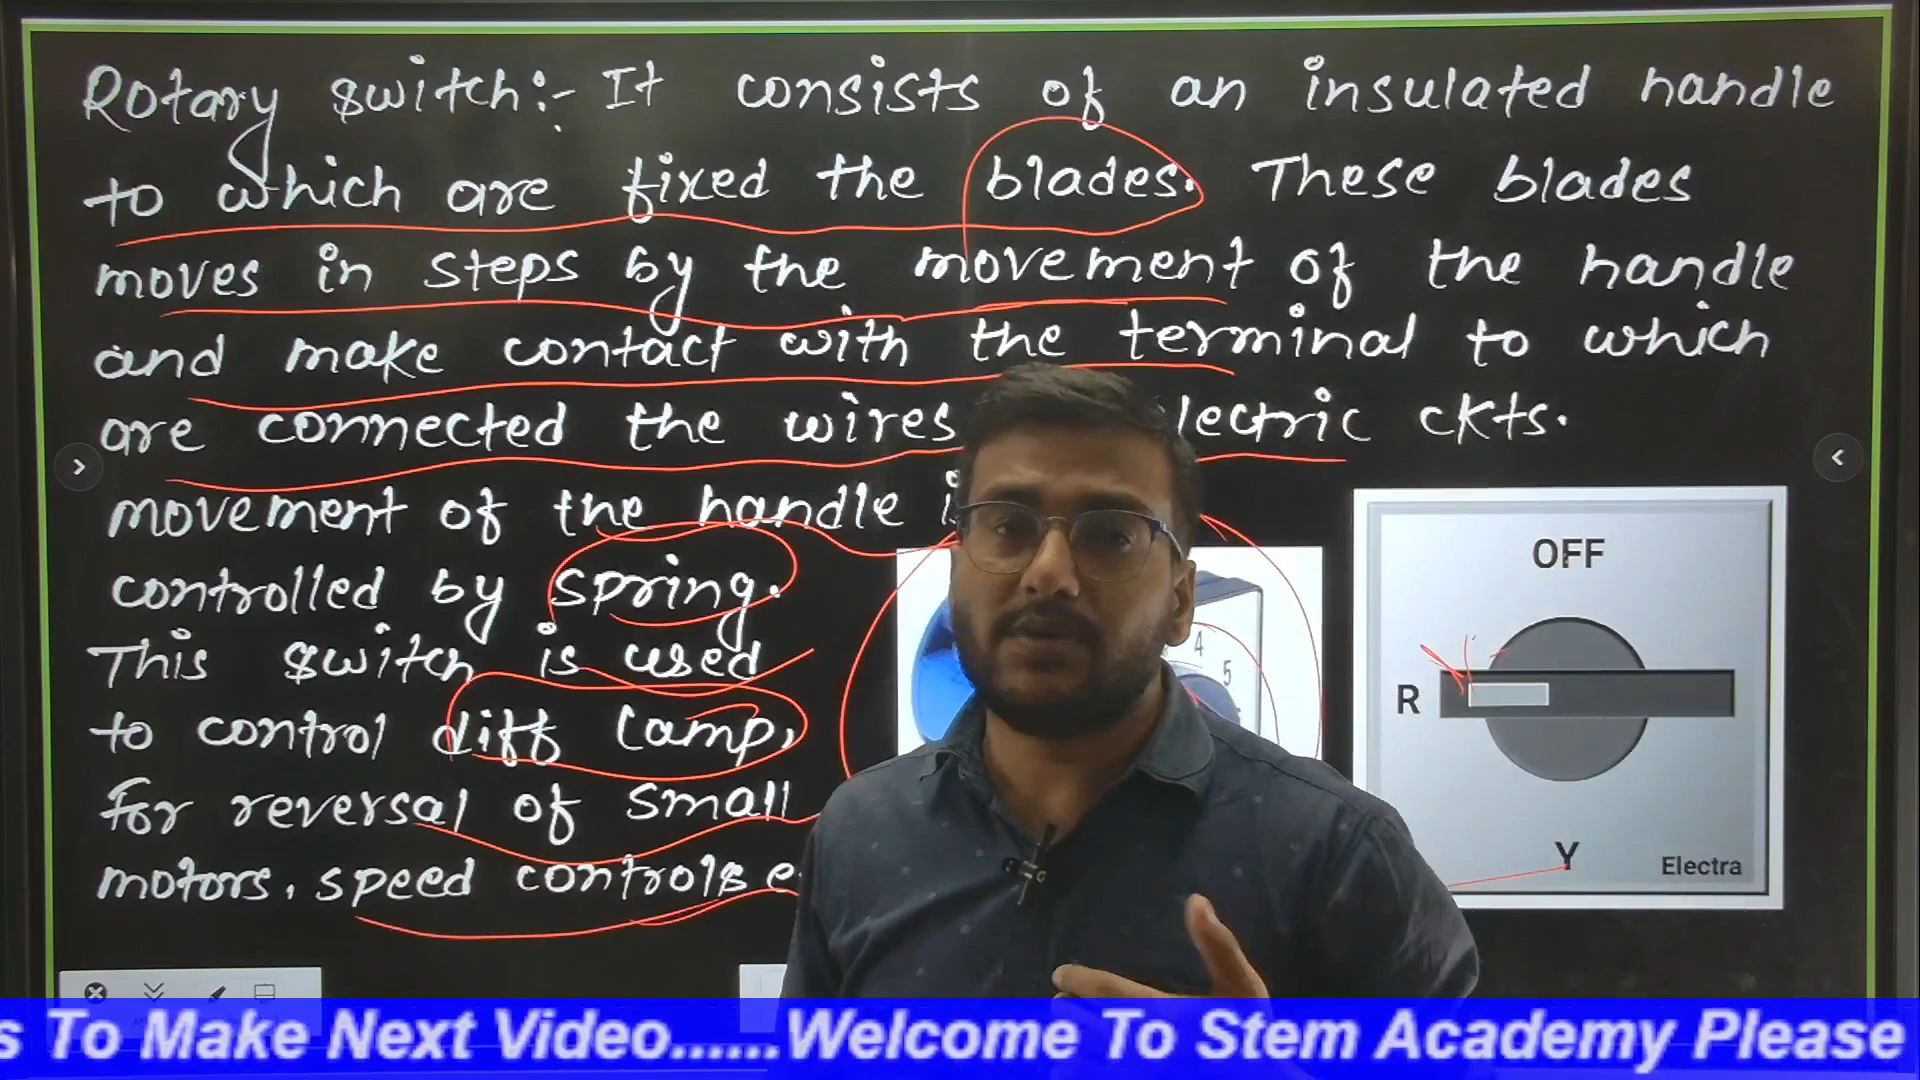 Rotary switch:- It consists of an insulated handle
to which are fixed the blades. These blades
moves in steps by the movement of the handle
and make contact with the terminal to which
are connected the wires lectric ckts.
movement of the handle is
controlled by spring.
This switch is used
to control diff lamp,
for reversal of small
motors, speed controls e
4
5
OFF
R
Y
Electra
s To Make Next Video......Welcome To Stem Academy Please